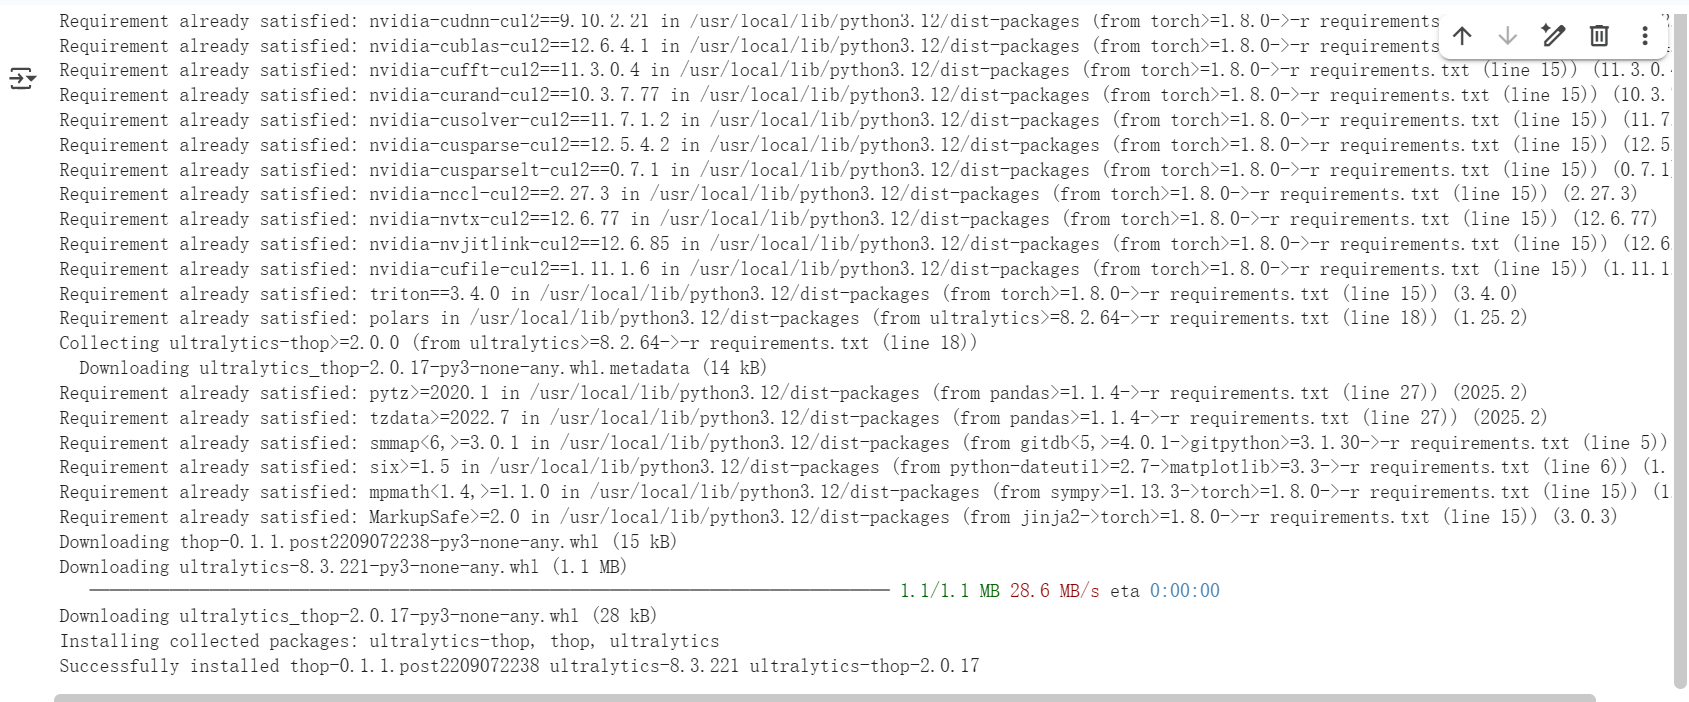 Requirement already satisfied: nvidia-cudnn-cu12==9.10.2.21 in /usr/local/lib/python3.12/dist-packages (from torch>=1.8.0->-r requirements
Requirement already satisfied: nvidia-cublas-cu12==12.6.4.1 in /usr/local/lib/python3.12/dist-packages (from torch>=1.8.0->-r requirements
Requirement already satisfied: nvidia-cufft-cu12==11.3.0.4 in /usr/local/lib/python3.12/dist-packages (from torch>=1.8.0->-r requirements.txt (line 15)) (11.3.0.
Requirement already satisfied: nvidia-curand-cu12==10.3.7.77 in /usr/local/lib/python3.12/dist-packages (from torch>=1.8.0->-r requirements.txt (line 15)) (10.3.
Requirement already satisfied: nvidia-cusolver-cu12==11.7.1.2 in /usr/local/lib/python3.12/dist-packages (from torch>=1.8.0->-r requirements.txt (line 15)) (11.7
Requirement already satisfied: nvidia-cusparse-cu12==12.5.4.2 in /usr/local/lib/python3.12/dist-packages (from torch>=1.8.0->-r requirements.txt (line 15)) (12.5
Requirement already satisfied: nvidia-cusparselt-cu12==0.7.1 in /usr/local/lib/python3.12/dist-packages (from torch>=1.8.0->-r requirements.txt (line 15)) (0.7.1
Requirement already satisfied: nvidia-nccl-cu12==2.27.3 in /usr/local/lib/python3.12/dist-packages (from torch>=1.8.0->-r requirements.txt (line 15)) (2.27.3)
Requirement already satisfied: nvidia-nvtx-cu12==12.6.77 in /usr/local/lib/python3.12/dist-packages (from torch>=1.8.0->-r requirements.txt (line 15)) (12.6.77)
Requirement already satisfied: nvidia-nvjitlink-cu12==12.6.85 in /usr/local/lib/python3.12/dist-packages (from torch>=1.8.0->-r requirements.txt (line 15)) (12.6
Requirement already satisfied: nvidia-cufile-cu12==1.11.1.6 in /usr/local/lib/python3.12/dist-packages (from torch>=1.8.0->-r requirements.txt (line 15)) (1.11.1
Requirement already satisfied: triton==3.4.0 in /usr/local/lib/python3.12/dist-packages (from torch>=1.8.0->-r requirements.txt (line 15)) (3.4.0)
Requirement already satisfied: polars in /usr/local/lib/python3.12/dist-packages (from ultralytics>=8.2.64->-r requirements.txt (line 18)) (1.25.2)
Collecting ultralytics-thop>=2.0.0 (from ultralytics>=8.2.64->-r requirements.txt (line 18))
Downloading ultralytics_thop-2.0.17-py3-none-any.whl.metadata (14 kB)
Requirement already satisfied: pytz>=2020.1 in /usr/local/lib/python3.12/dist-packages (from pandas>=1.1.4->-r requirements.txt (line 27)) (2025.2)
Requirement already satisfied: tzdata>=2022.7 in /usr/local/lib/python3.12/dist-packages (from pandas>=1.1.4->-r requirements.txt (line 27)) (2025.2)
Requirement already satisfied: smmap<6,>=3.0.1 in /usr/local/lib/python3.12/dist-packages (from gitdb<5,>=4.0.1->gitpython>=3.1.30->-r requirements.txt (line 5))
Requirement already satisfied: six>=1.5 in /usr/local/lib/python3.12/dist-packages (from python-dateutil>=2.7->matplotlib>=3.3->-r requirements.txt (line 6)) (1.
Requirement already satisfied: mpmath<1.4,>=1.1.0 in /usr/local/lib/python3.12/dist-packages (from sympy>=1.13.3->torch>=1.8.0->-r requirements.txt (line 15)) (1.
Requirement already satisfied: MarkupSafe>=2.0 in /usr/local/lib/python3.12/dist-packages (from jinja2->torch>=1.8.0->-r requirements.txt (line 15)) (3.0.3)
Downloading thop-0.1.1.post2209072238-py3-none-any.whl (15 kB)
Downloading ultralytics-8.3.221-py3-none-any.whl (1.1 MB)
1.1/1.1 MB 28.6 MB/s eta 0:00:00
Downloading ultralytics_thop-2.0.17-py3-none-any.whl (28 kB)
Installing collected packages: ultralytics-thop, thop, ultralytics
Successfully installed thop-0.1.1.post2209072238 ultralytics-8.3.221 ultralytics-thop-2.0.17